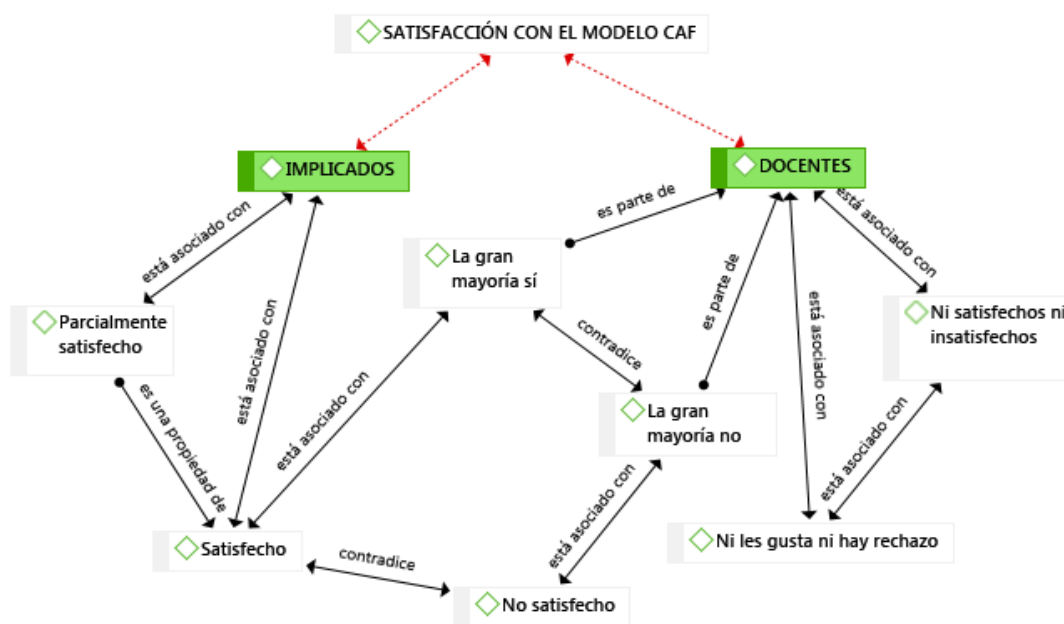 SATISFACCIÓN CON EL MODELO CAF
IMPLICADOS
DOCENTES
está asociado con
es parte de
está asociado con
La gran
mayoría sí
es parte de
Parcialmente
satisfecho
está asociado con
contradice
está asociado con
Ni satisfechos ni
insatisfechos
es una propiedad de
está asociado con
La gran
mayoría no
está asociado con
está asociado con
Satisfecho
contradice
Ni les gusta ni hay rechazo
No satisfecho